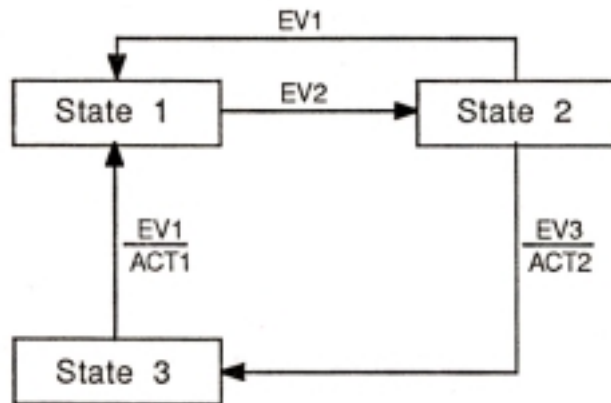 EV1
State 1
EV2
State 2
EV1
ACT1
EV3
ACT2
State 3